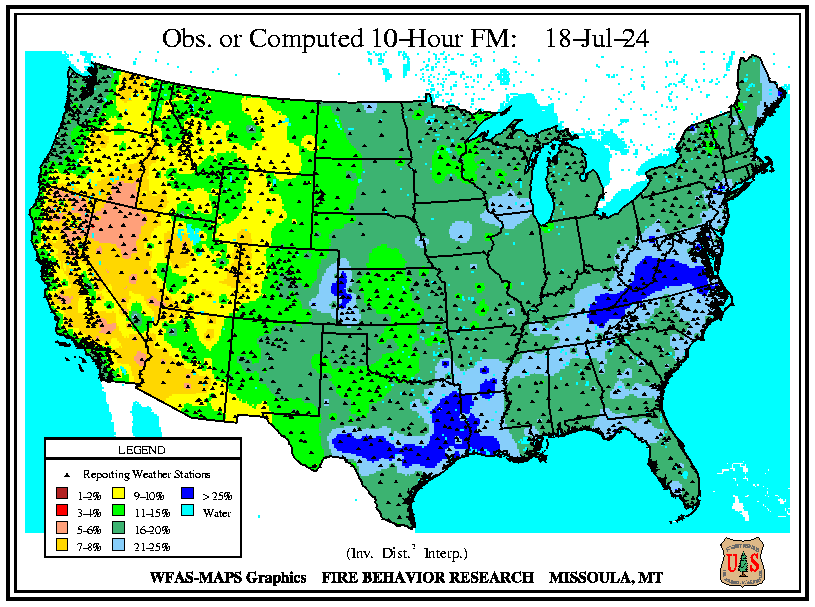 Obs. or Computed 10-Hour FM: 18-Jul-24
LEGEND
Reporting Weather Stations
1-2% 9-10% > 25%
3-4% 11-15% Water
5-6% 16-20%
7-8% 21-25%
(Inv. Dist.² Interp.)
WFAS-MAPS Graphics FIRE BEHAVIOR RESEARCH MISSOULA, MT
U S